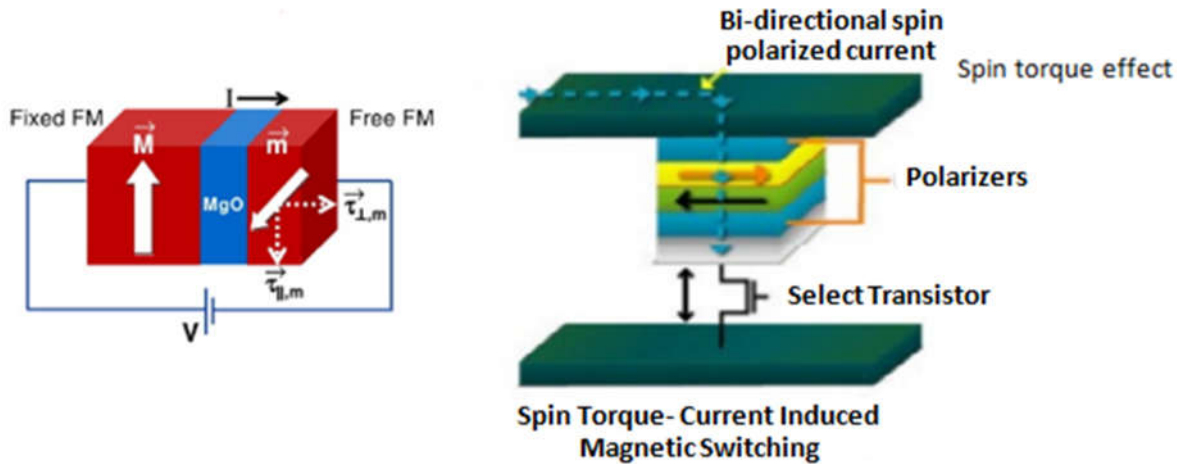 Fixed FM
I
Free FM
M
m
MgO
τ⊥,m
τ||,m
V
Bi-directional spin
polarized current
Spin torque effect
Polarizers
Select Transistor
Spin Torque- Current Induced
Magnetic Switching